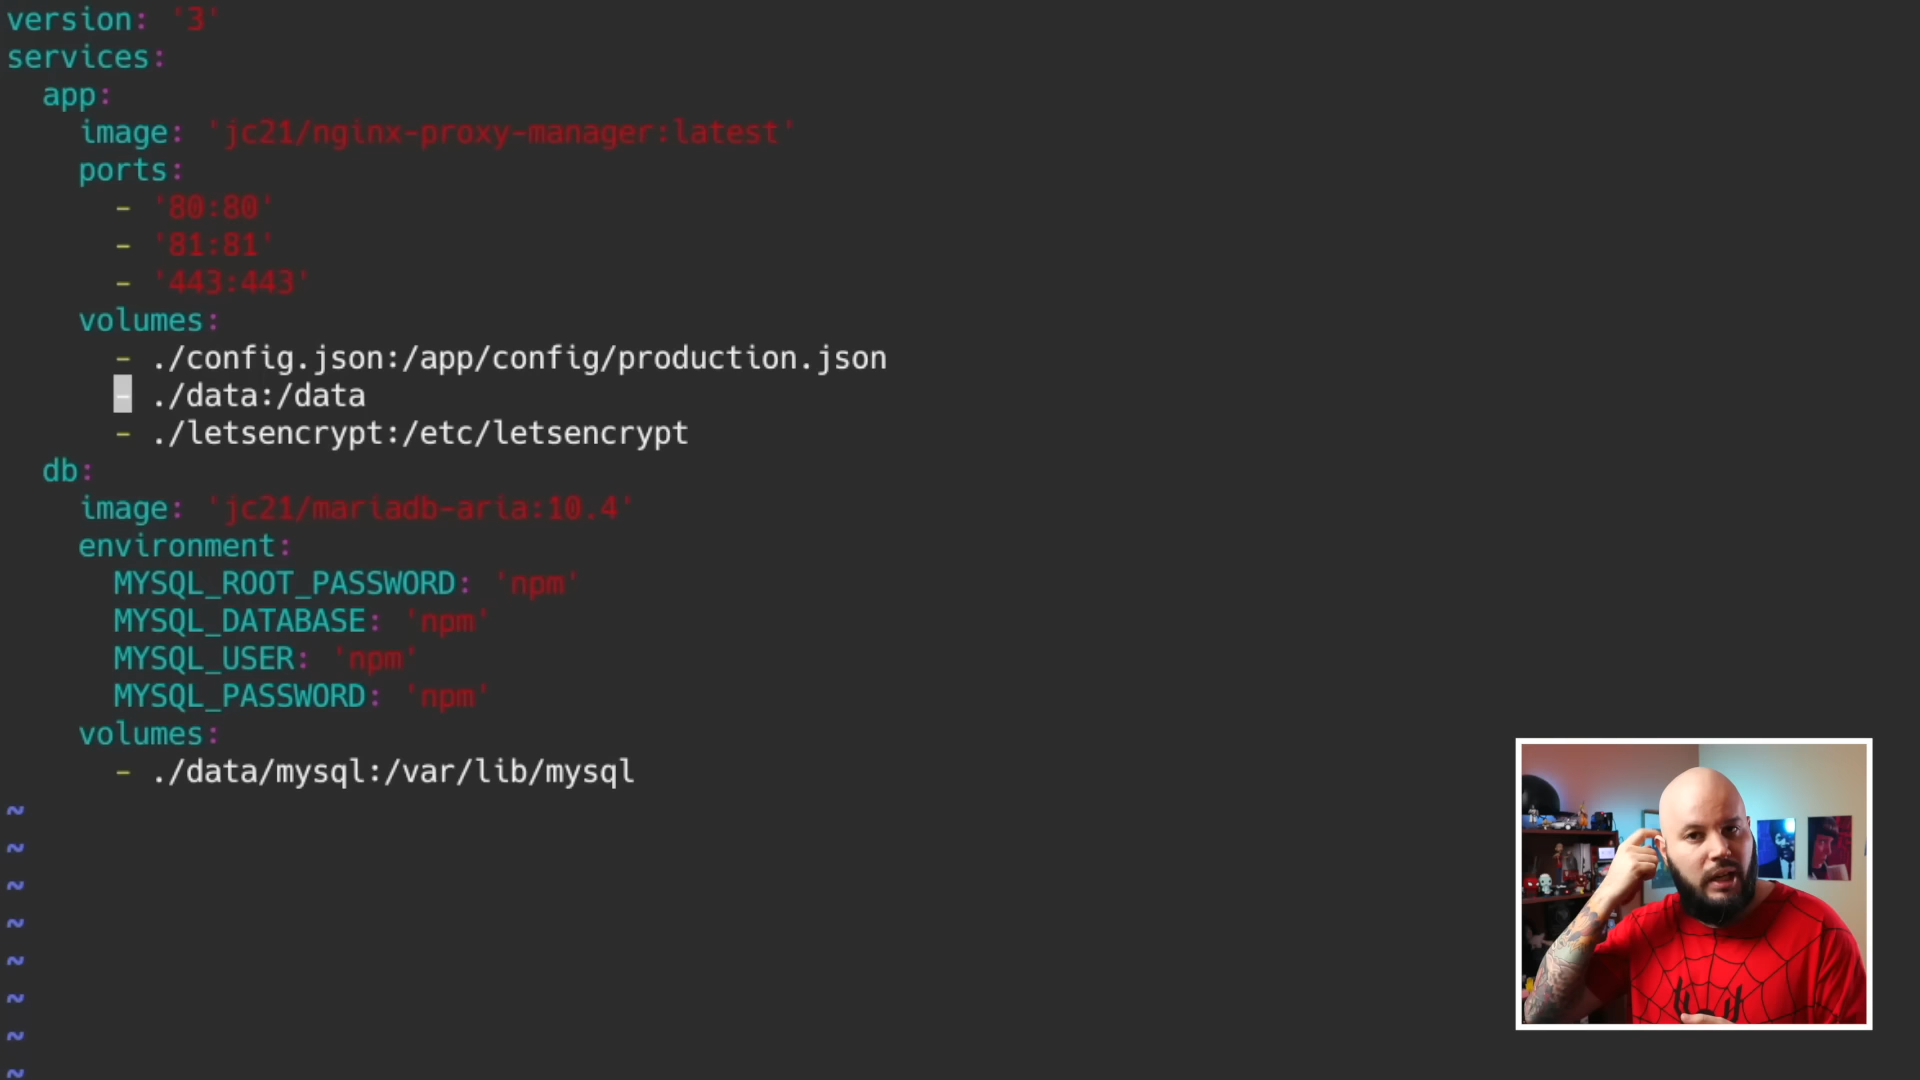 version: '3'
services:
  app:
    image: 'jc21/nginx-proxy-manager:latest'
    ports:
      - '80:80'
      - '81:81'
      - '443:443'
    volumes:
      - ./config.json:/app/config/production.json
      - ./data:/data
      - ./letsencrypt:/etc/letsencrypt
  db:
    image: 'jc21/mariadb-aria:10.4'
    environment:
      MYSQL_ROOT_PASSWORD: 'npm'
      MYSQL_DATABASE: 'npm'
      MYSQL_USER: 'npm'
      MYSQL_PASSWORD: 'npm'
    volumes:
      - ./data/mysql:/var/lib/mysql
~
~
~
~
~
~
~
~